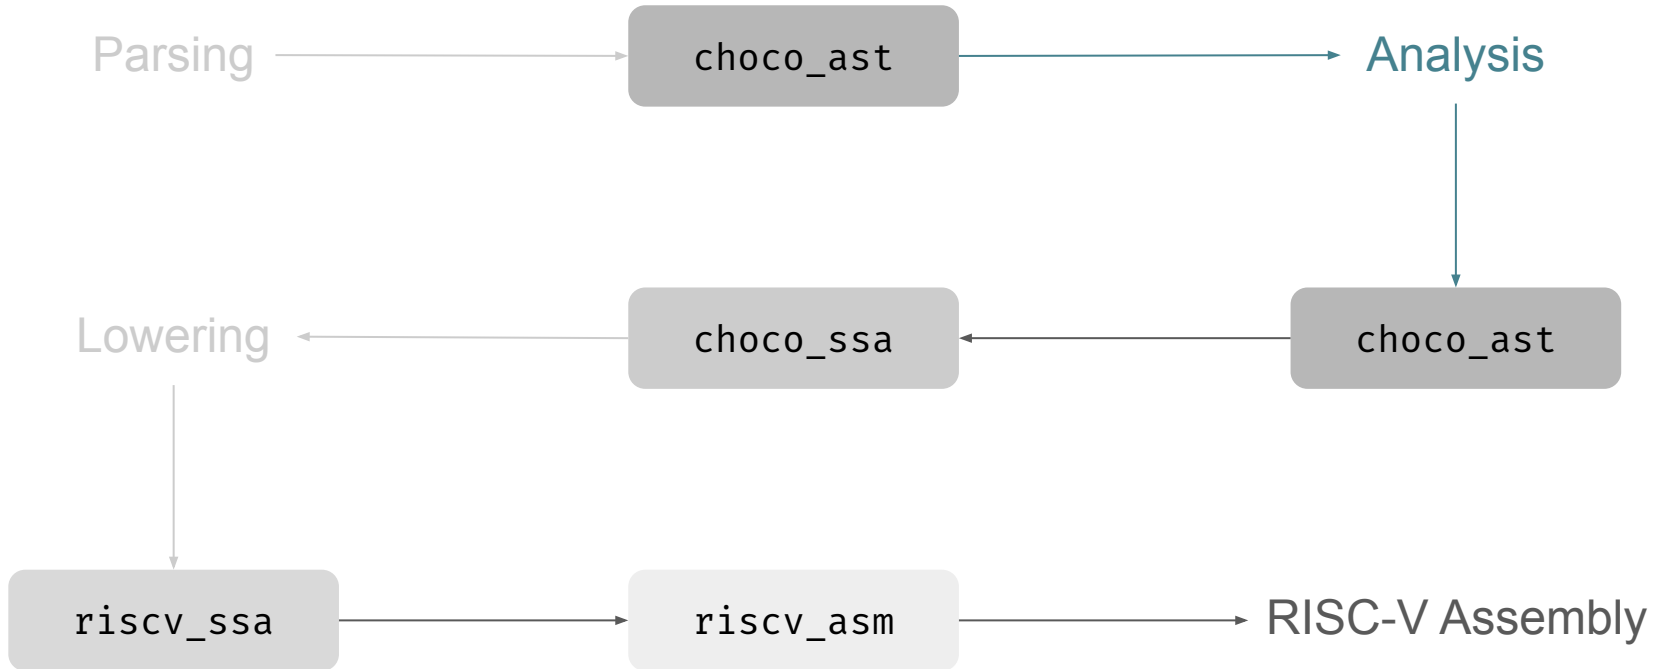 Parsing
choco_ast
Analysis
Lowering
choco_ssa
choco_ast
riscv_ssa
riscv_asm
RISC-V Assembly